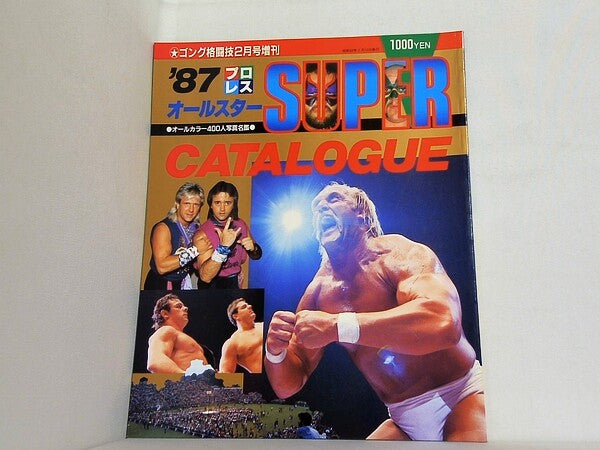 ★ゴング格闘技2月号増刊
1000YEN
'87 プロレス
オールスター
SUPER
●オールカラー400人写真名鑑●
CATALOGUE